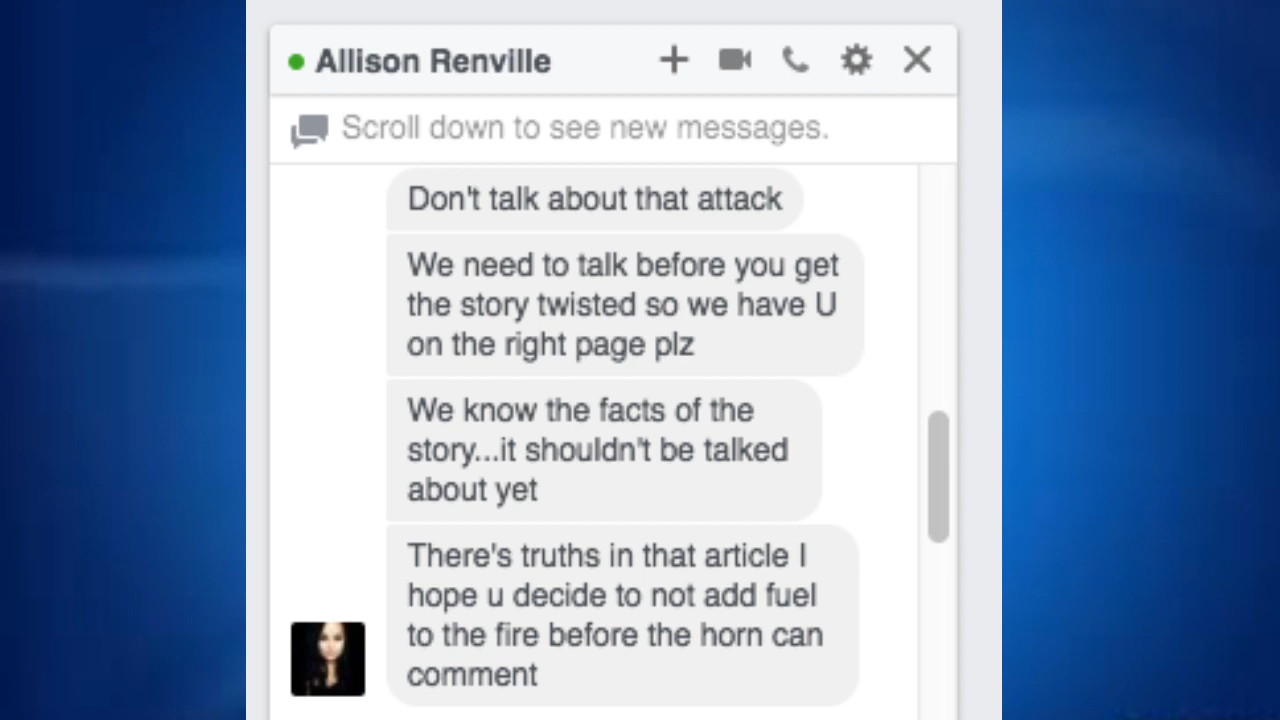 Allison Renville
Scroll down to see new messages.
Don't talk about that attack
We need to talk before you get
the story twisted so we have U
on the right page plz
We know the facts of the
story...it shouldn't be talked
about yet
There's truths in that article I
hope u decide to not add fuel
to the fire before the horn can
comment